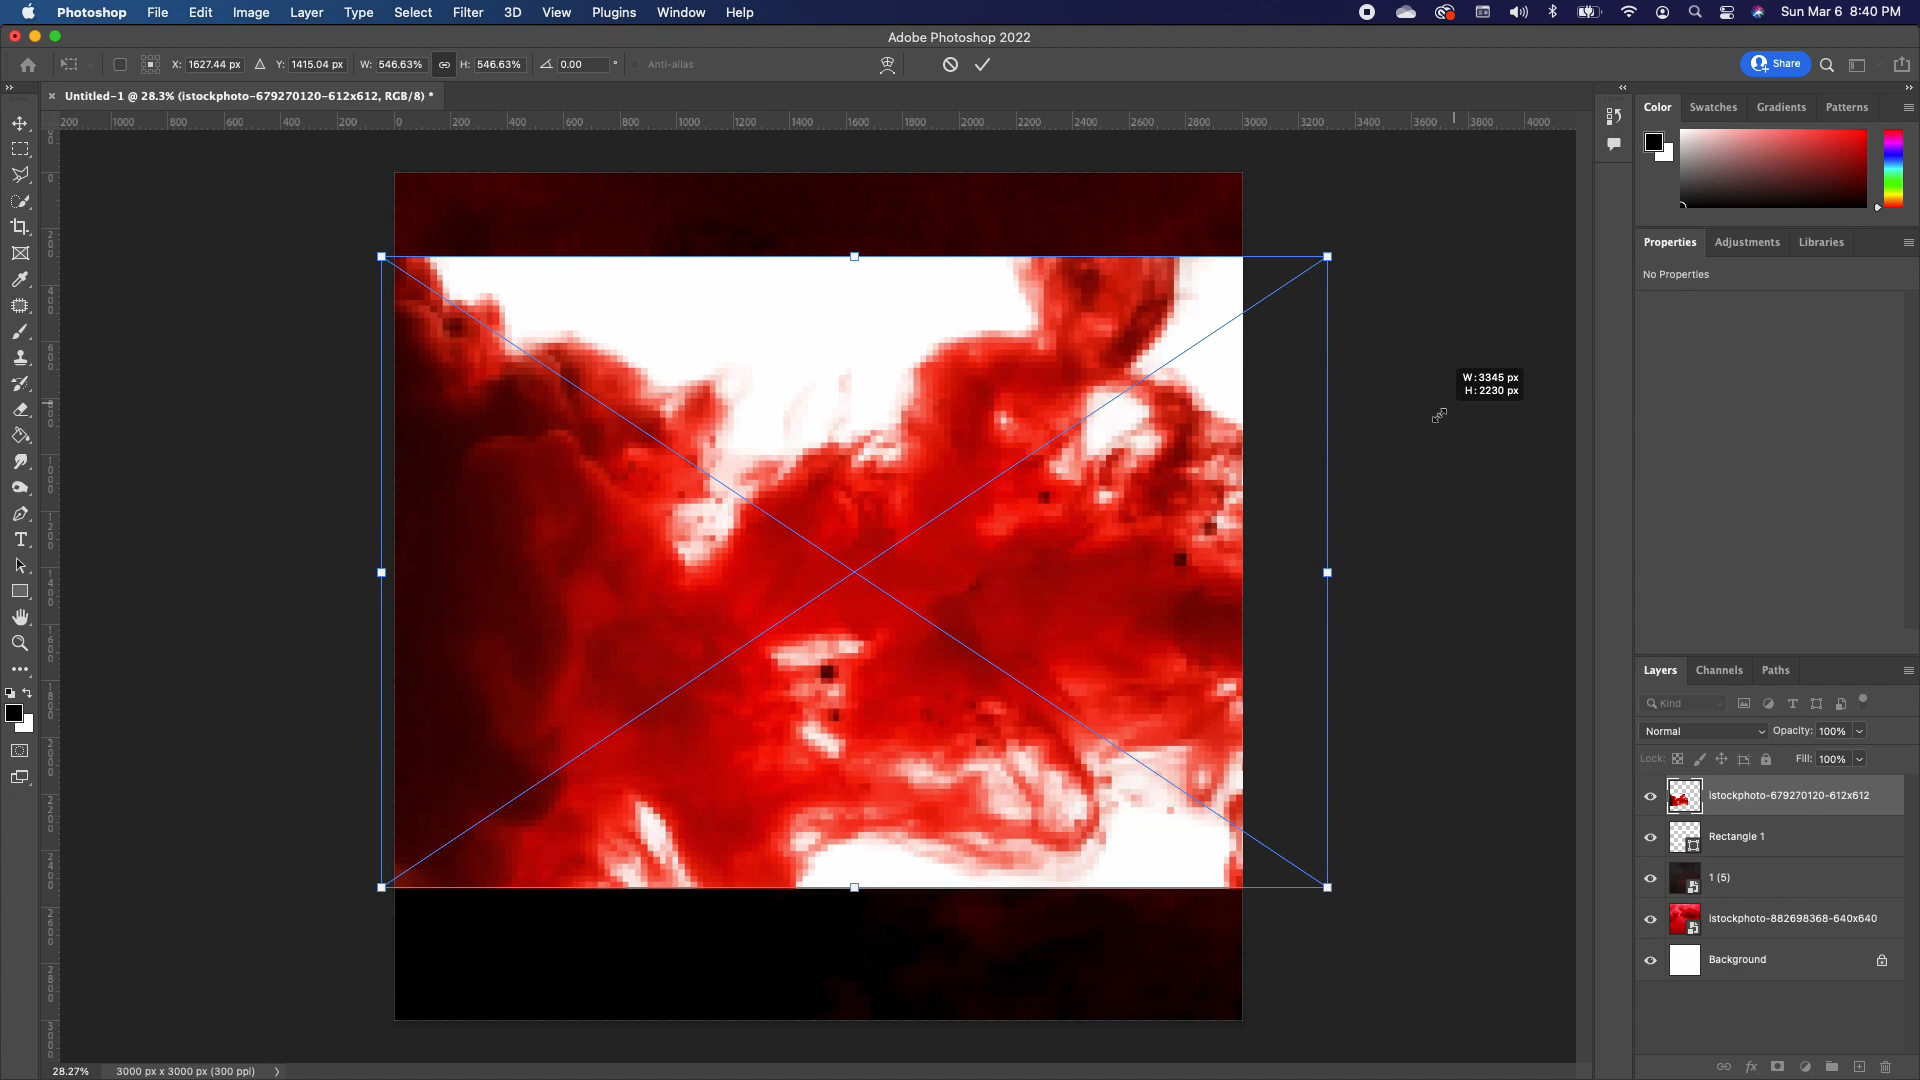 Photoshop File Edit Image Layer Type Select Filter 3D View Plugins Window Help Sun Mar 6 8:40 PM
Adobe Photoshop 2022
X: 1627.44 px Y: 1415.04 px W: 546.63% H: 546.63% 0.00 ° Anti-alias Share
Untitled-1 @ 28.3% (istockphoto-679270120-612x612, RGB/8) *
Color Swatches Gradients Patterns
200 1000 800 600 400 200 0 200 400 600 800 1000 1200 1400 1600 1800 2000 2200 2400 2600 2800 3000 3200 3400 3600 3800 4000
Properties Adjustments Libraries
No Properties
W: 3345 px
H: 2230 px
Layers Channels Paths
Kind
Normal Opacity: 100%
Lock: Fill: 100%
istockphoto-679270120-612x612
Rectangle 1
1 (5)
istockphoto-882698368-640x640
Background
28.27% 3000 px x 3000 px (300 ppi)